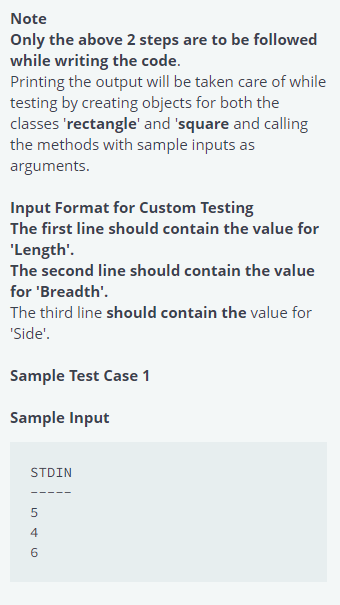 Note
Only the above 2 steps are to be followed
while writing the code.
Printing the output will be taken care of while
testing by creating objects for both the
classes 'rectangle' and 'square and calling
the methods with sample inputs as
arguments.
Input Format for Custom Testing
The first line should contain the value for
'Length'.
The second line should contain the value
for 'Breadth'.
The third line should contain the value for
'Side'.
Sample Test Case 1
Sample Input
STDIN
-----
5
4
6